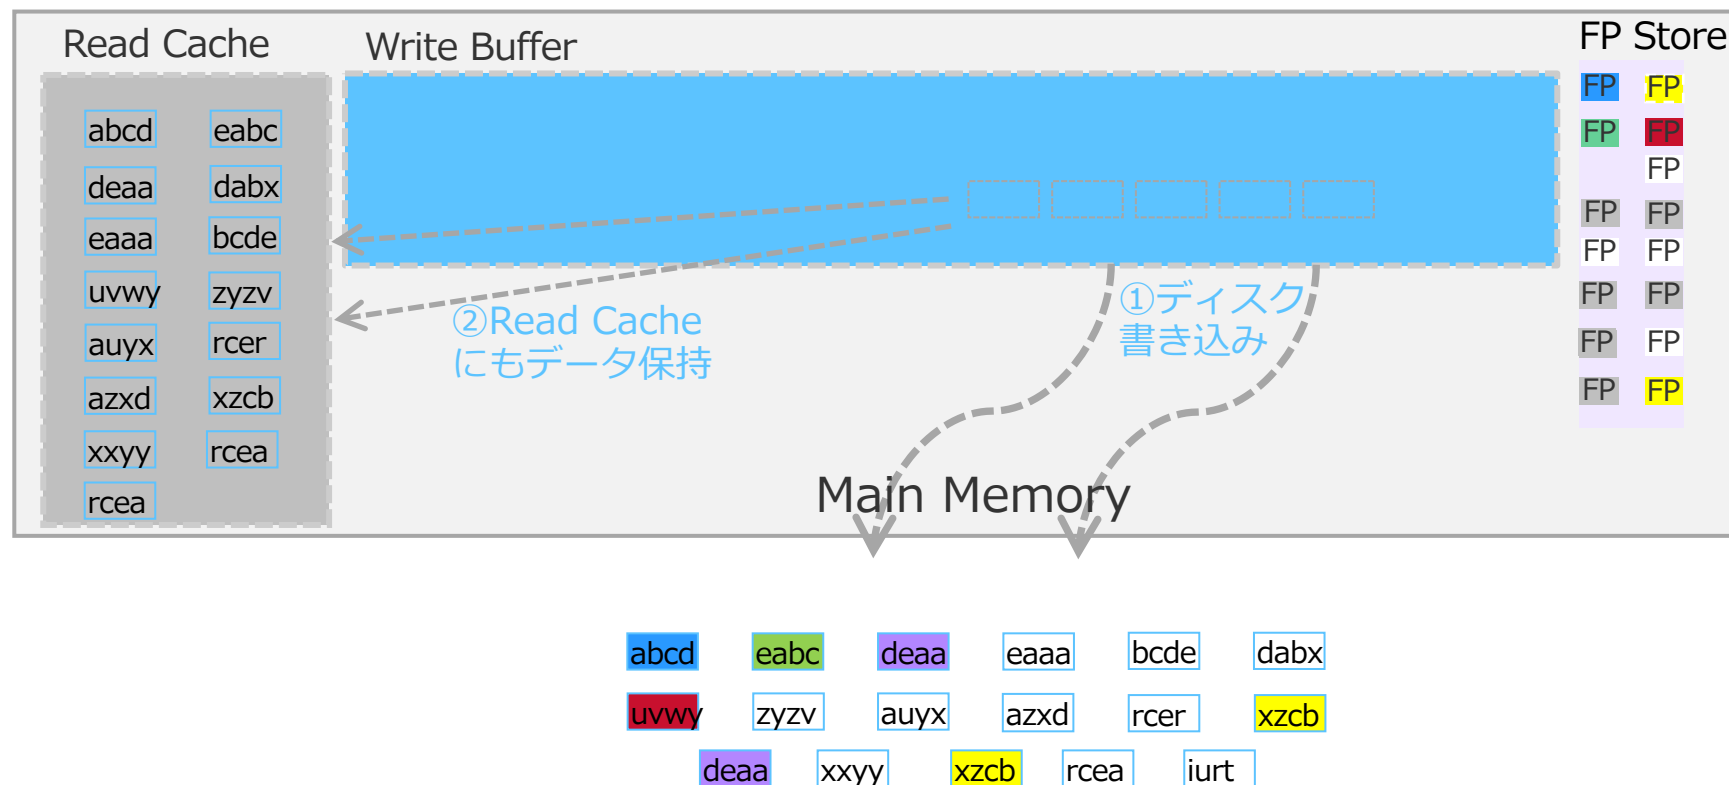 Read Cache
Write Buffer
FP Store
abcd eabc
deaa dabx
eaaa bcde
uvwy zyzv
auyx rcer
azxd xzcb
xxyy rcea
rcea
FP FP
FP FP
FP
FP FP
FP FP
FP FP
FP FP
FP FP
②Read Cache
にもデータ保持
①ディスク
書き込み
Main Memory
abcd eabc deaa eaaa bcde dabx
uvwy zyzv auyx azxd rcer xzcb
deaa xxyy xzcb rcea iurt